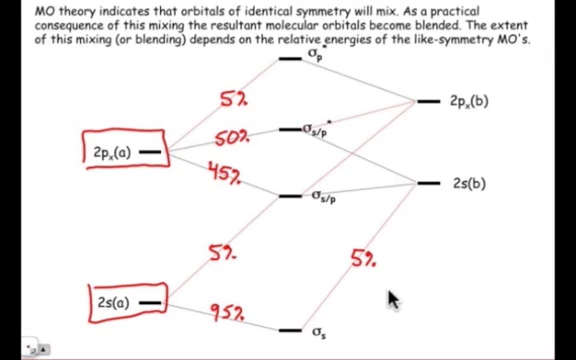 MO theory indicates that orbitals of identical symmetry will mix. As a practical
consequence of this mixing the resultant molecular orbitals become blended. The extent
of this mixing (or blending) depends on the relative energies of the like-symmetry MO's.
σp*
5%
2px(b)
50%
σs/p*
2px(a)
45%
2s(b)
σs/p
5%
5%
2s(a)
95%
σs